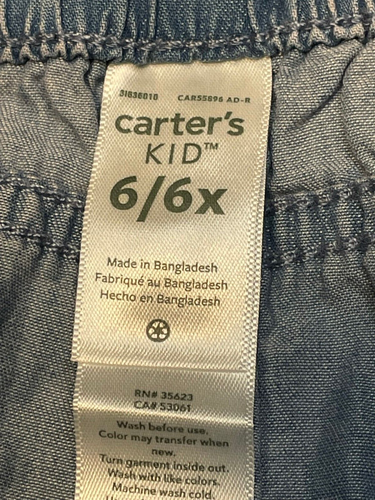 3I836010 CAR55896 AD-R
carter's
KID™
6/6x
Made in Bangladesh
Fabriqué au Bangladesh
Hecho en Bangladesh
RN# 35623
CA# 53061
Wash before use.
Color may transfer when
new.
Turn garment inside out.
Wash with like colors.
Machine wash cold.